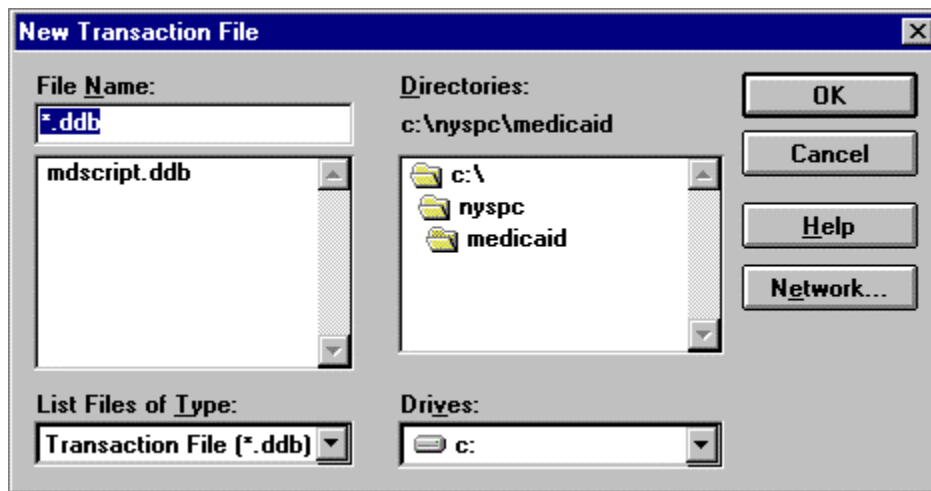 New Transaction File
File Name:
*.ddb
mdscript.ddb
List Files of Type:
Transaction File (*.ddb)
Directories:
c:\nyspc\medicaid
c:\
nyspc
medicaid
Drives:
c:
OK
Cancel
Help
Network...